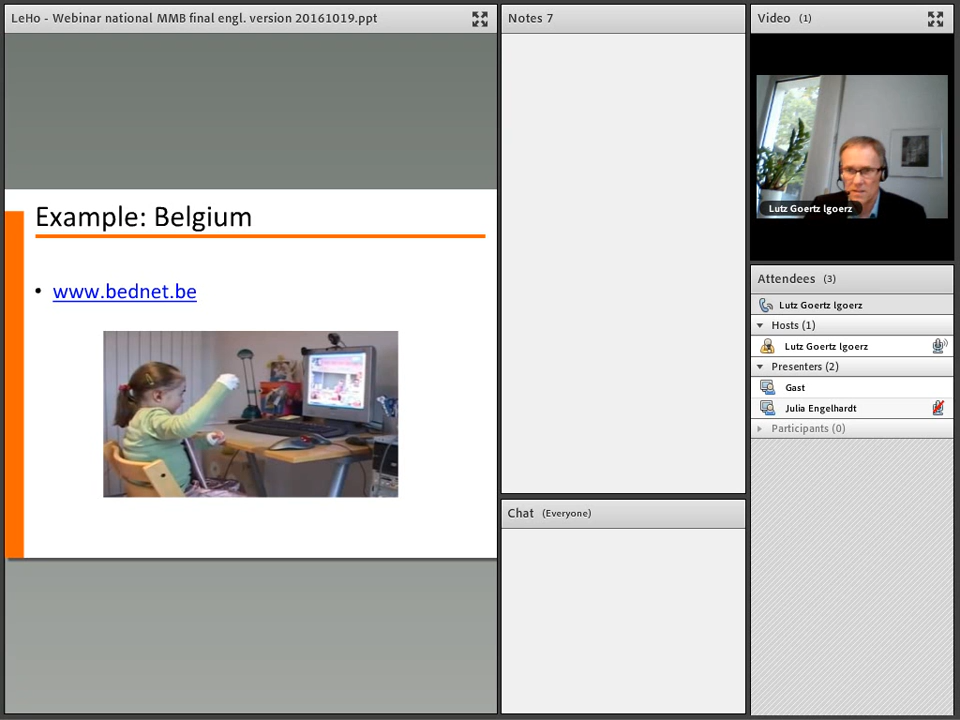 LeHo - Webinar national MMB final engl. version 20161019.ppt
Example: Belgium
• www.bednet.be
Notes 7
Chat (Everyone)
Video (1)
Lutz Goertz lgoerz
Attendees (3)
Lutz Goertz lgoerz
Hosts (1)
Lutz Goertz lgoerz
Presenters (2)
Gast
Julia Engelhardt
Participants (0)